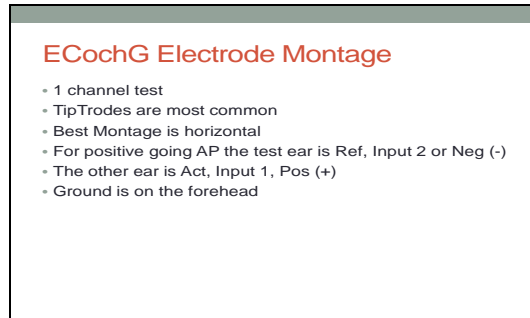 ECochG Electrode Montage
• 1 channel test
• TipTrodes are most common
• Best Montage is horizontal
• For positive going AP the test ear is Ref, Input 2 or Neg (-)
• The other ear is Act, Input 1, Pos (+)
• Ground is on the forehead